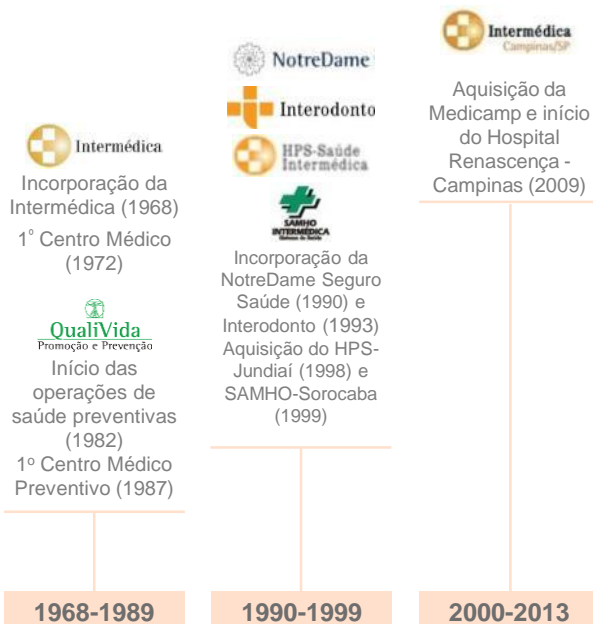 Intermédica
Incorporação da
Intermédica (1968)
1º Centro Médico
(1972)
QualiVida
Promoção e Prevenção
Início das
operações de
saúde preventivas
(1982)
1º Centro Médico
Preventivo (1987)
1968-1989
NotreDame
Interodonto
HPS-Saúde
Intermédica
SAMHO
INTERMÉDICA
Sistema de Saúde
Incorporação da
NotreDame Seguro
Saúde (1990) e
Interodonto (1993)
Aquisição do HPS-
Jundiaí (1998) e
SAMHO-Sorocaba
(1999)
1990-1999
Intermédica
Campinas/SP
Aquisição da
Medicamp e início
do Hospital
Renascença -
Campinas (2009)
2000-2013